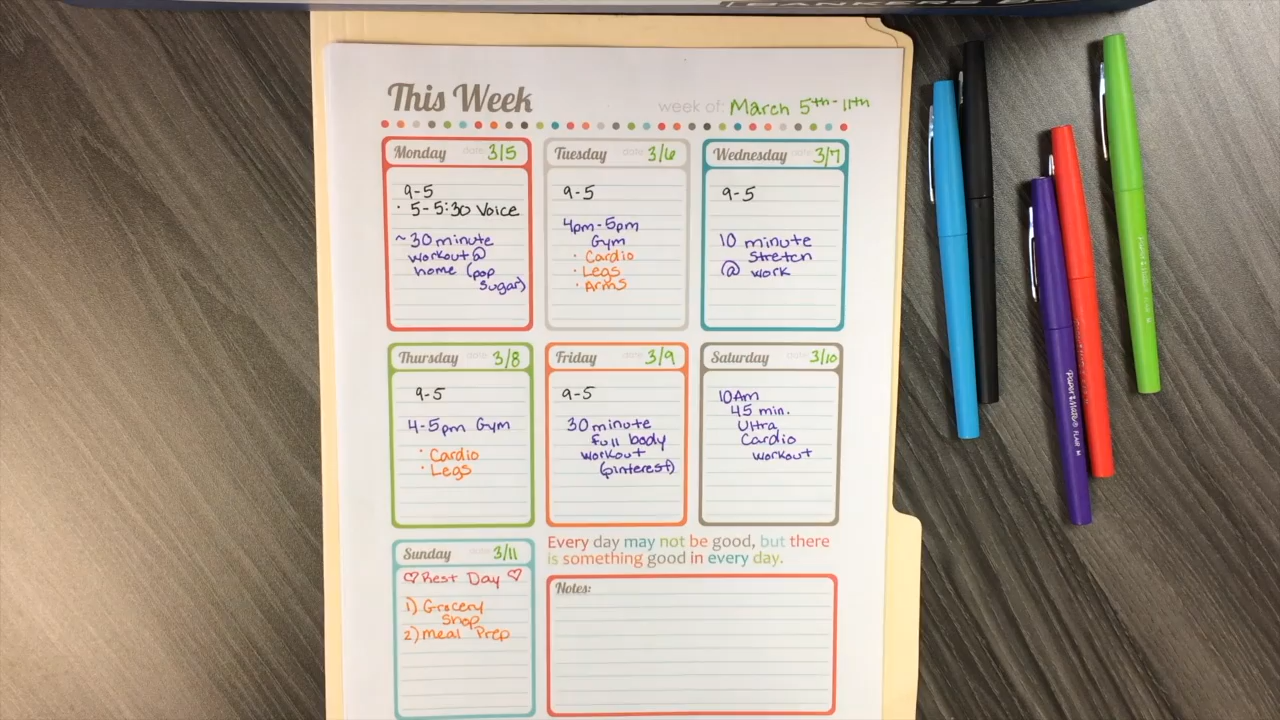 BANKERS
This Week
week of: March 5th - 11th
Monday date: 3/5
9-5
· 5-5:30 Voice
~ 30 minute
workout @
home (pop
sugar)
Tuesday date: 3/6
9-5
4pm-5pm
Gym
· Cardio
· Legs
· Arms
Wednesday date: 3/7
9-5
10 minute
stretch
@ work
Thursday date: 3/8
9-5
4-5pm Gym
· Cardio
· Legs
Friday date: 3/9
9-5
30 minute
full body
workout
(pinterest)
Saturday date: 3/10
10Am
45 min.
Ultra
Cardio
workout
Sunday date: 3/11
♡ Rest Day ♡
1) Grocery
Shop
2) Meal Prep
Every day may not be good, but there
is something good in every day.
Notes:
Paper Mate® FLAIR M